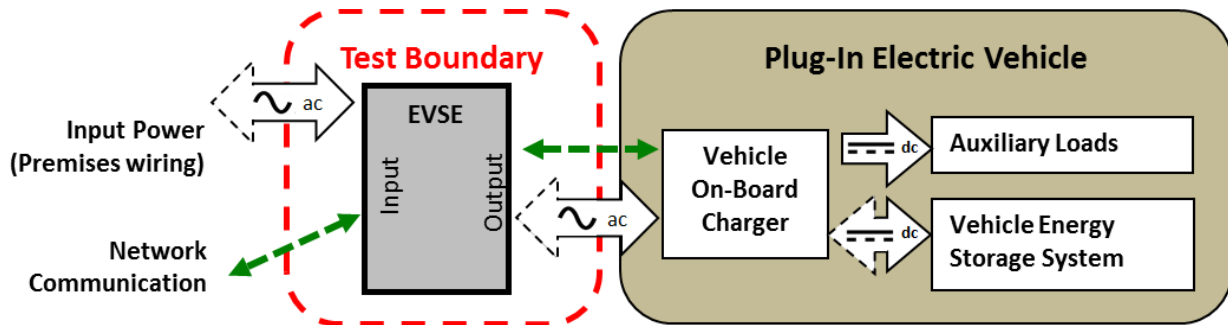 Test Boundary
Plug-In Electric Vehicle
ac
EVSE
Input Power
(Premises wiring)
Input
Output
Vehicle
On-Board
Charger
dc
Auxiliary Loads
ac
dc
Vehicle Energy
Storage System
Network
Communication